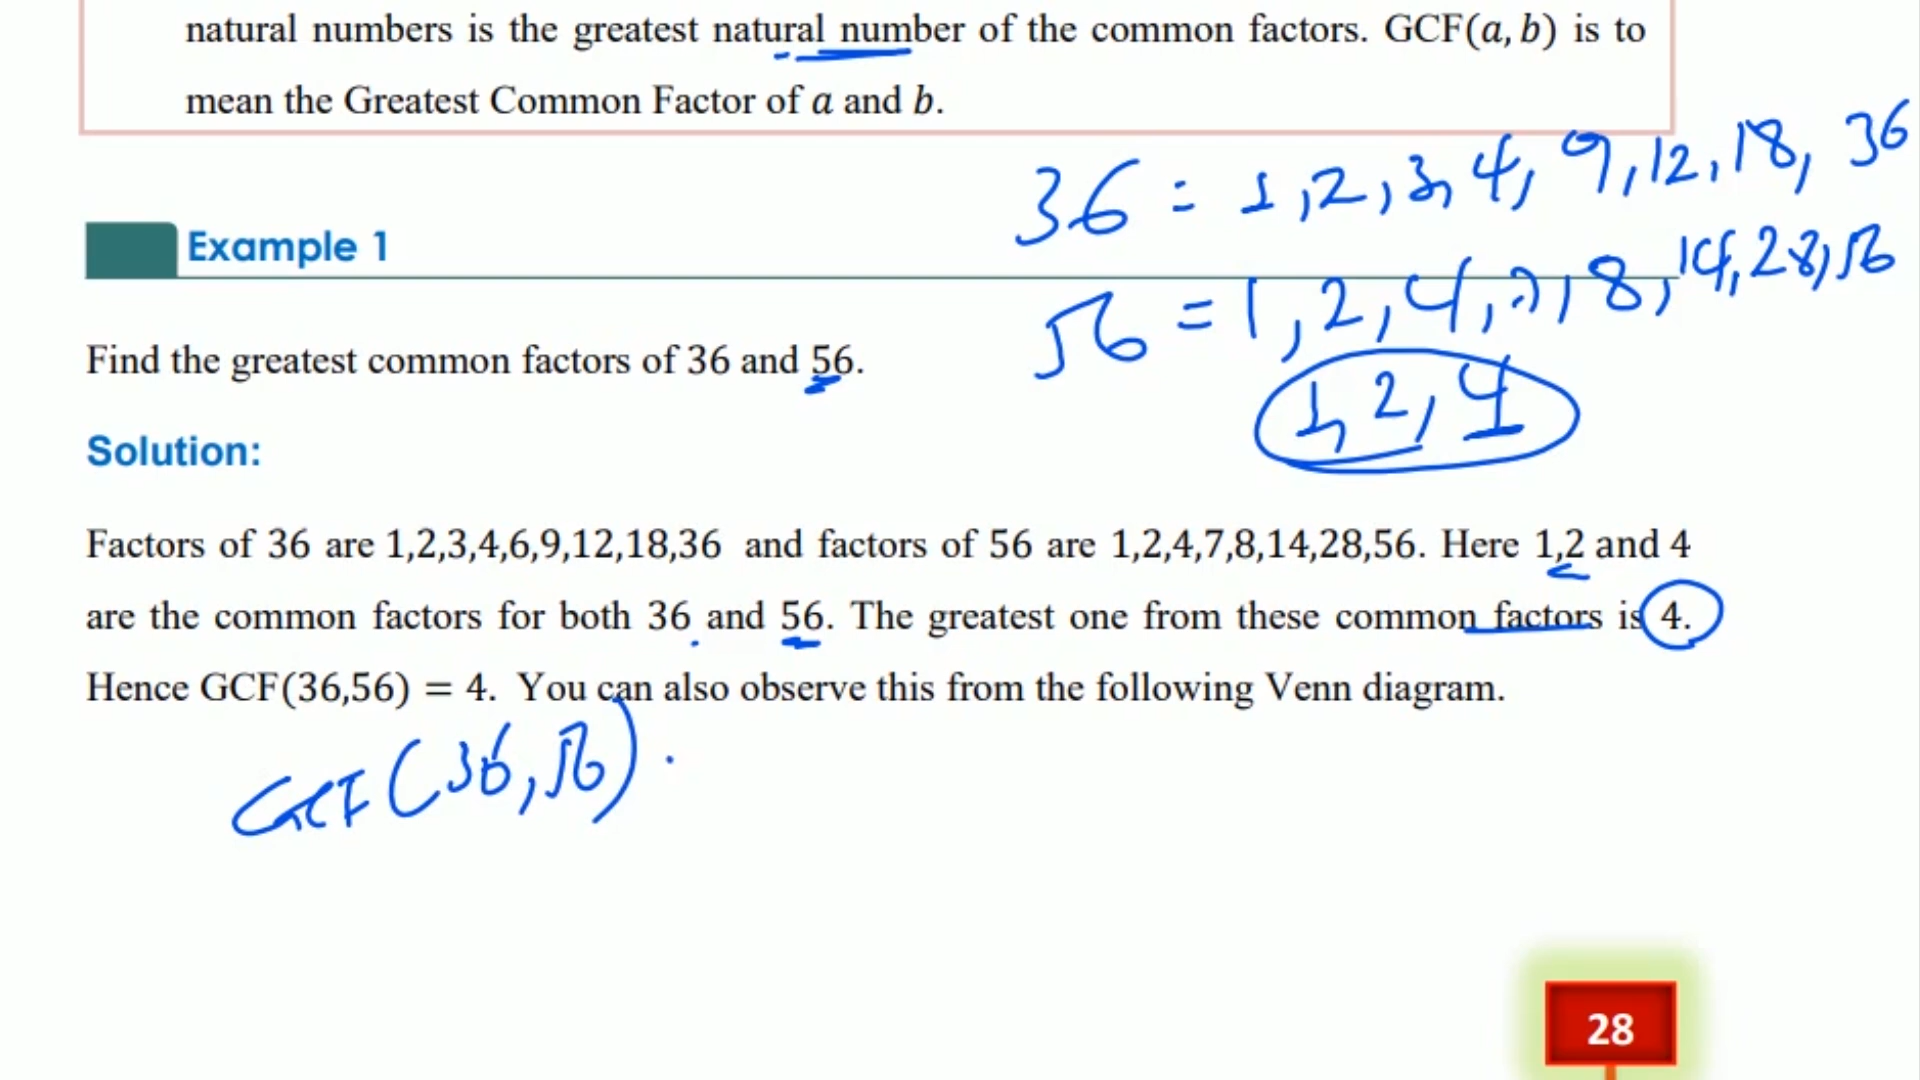 natural numbers is the greatest natural number of the common factors. GCF(a, b) is to
mean the Greatest Common Factor of a and b.
36 = 1, 2, 3, 4, 9, 12, 18, 36
Example 1
56 = 1, 2, 4, 7, 8, 14, 28, 56
Find the greatest common factors of 36 and 56.
1, 2, 4
Solution:
Factors of 36 are 1,2,3,4,6,9,12,18,36 and factors of 56 are 1,2,4,7,8,14,28,56. Here 1,2 and 4
are the common factors for both 36 and 56. The greatest one from these common factors is 4.
Hence GCF(36,56) = 4. You can also observe this from the following Venn diagram.
GCF (36, 56).
28